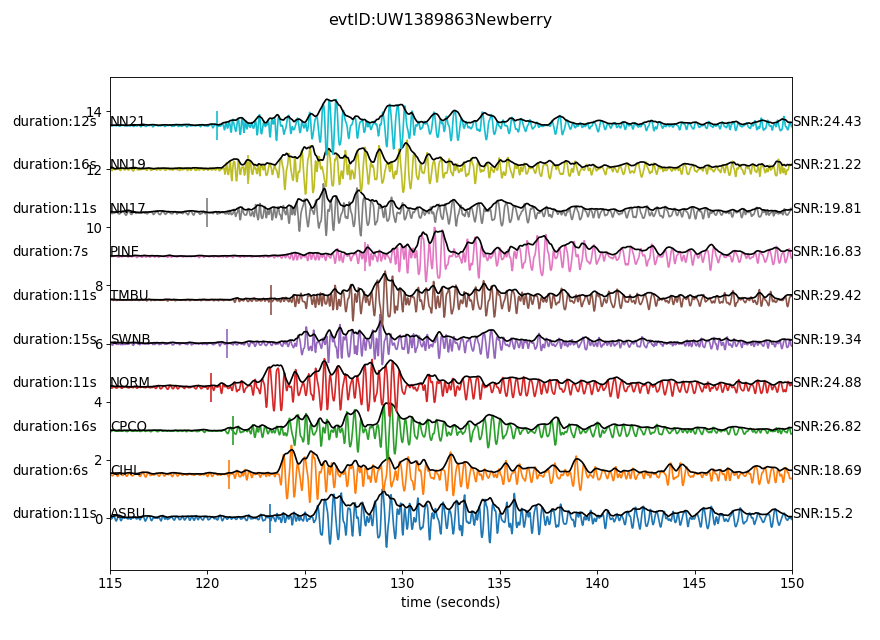 evtID:UW1389863Newberry
14
duration:12s NN21 SNR:24.43
duration:16s NN19 SNR:21.22
12
duration:11s NN17 SNR:19.81
10
duration:7s PINE SNR:16.83
8
duration:11s TMBU SNR:29.42
duration:15s SWNB SNR:19.34
6
duration:11s NORM SNR:24.88
4
duration:16s CPCO SNR:26.82
2
duration:6s CIHL SNR:18.69
duration:11s ASBU SNR:15.2
0
115 120 125 130 135 140 145 150
time (seconds)